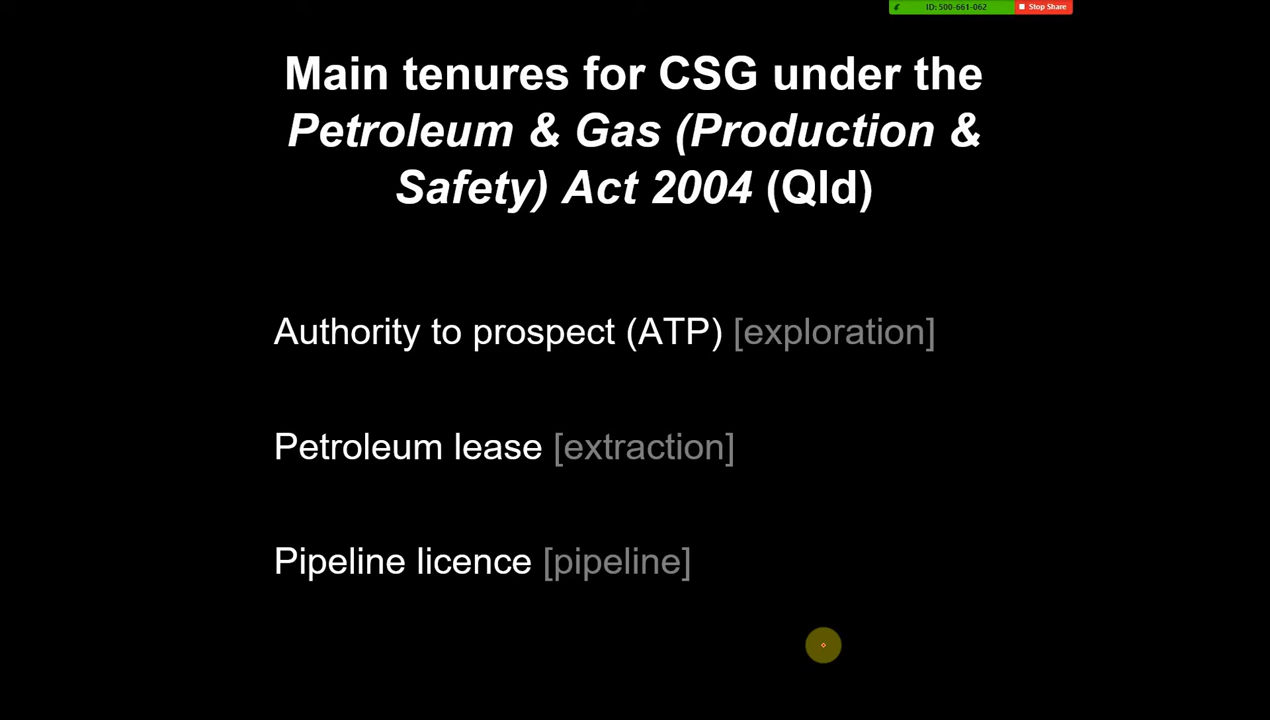 ID: 500-661-062
Stop Share
Main tenures for CSG under the
Petroleum & Gas (Production &
Safety) Act 2004 (Qld)
Authority to prospect (ATP) [exploration]
Petroleum lease [extraction]
Pipeline licence [pipeline]